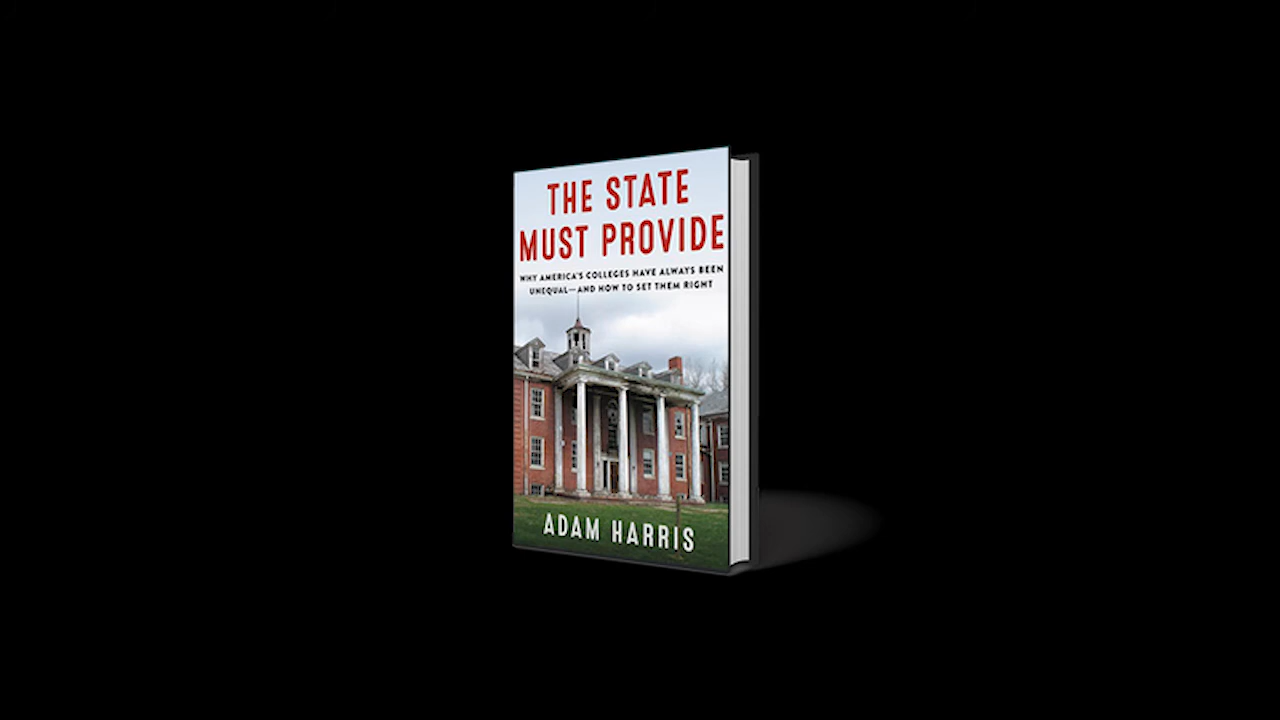 THE STATE
MUST PROVIDE
WHY AMERICA'S COLLEGES HAVE ALWAYS BEEN
UNEQUAL—AND HOW TO SET THEM RIGHT
ADAM HARRIS